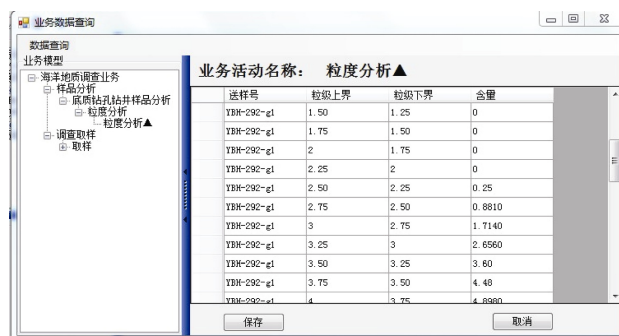 业务数据查询
数据查询
业务模型
海洋地质调查业务
样品分析
底质钻孔钻井样品分析
粒度分析
粒度分析▲
调查取样
取样
业务活动名称： 粒度分析▲
送样号 粒级上界 粒级下界 含量
YBH-292-g1 1.50 1.25 0
YBH-292-g1 1.75 1.50 0
YBH-292-g1 2 1.75 0
YBH-292-g1 2.25 2 0
YBH-292-g1 2.50 2.25 0.25
YBH-292-g1 2.75 2.50 0.8810
YBH-292-g1 3 2.75 1.7140
YBH-292-g1 3.25 3 2.6560
YBH-292-g1 3.50 3.25 3.60
YBH-292-g1 3.75 3.50 4.48
YBH-292-g1 4 3.75 4.8980
保存 取消